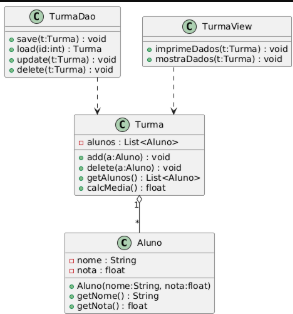 C TurmaDao
save(t:Turma) : void
load(id:int) : Turma
update(t:Turma) : void
delete(t:Turma) : void
C TurmaView
imprimeDados(t:Turma) : void
mostraDados(t:Turma) : void
C Turma
alunos : List<Aluno>
add(a:Aluno) : void
delete(a:Aluno) : void
getAlunos() : List<Aluno>
calcMedia() : float
1
*
C Aluno
nome : String
nota : float
Aluno(nome:String, nota:float)
getNome() : String
getNota() : float